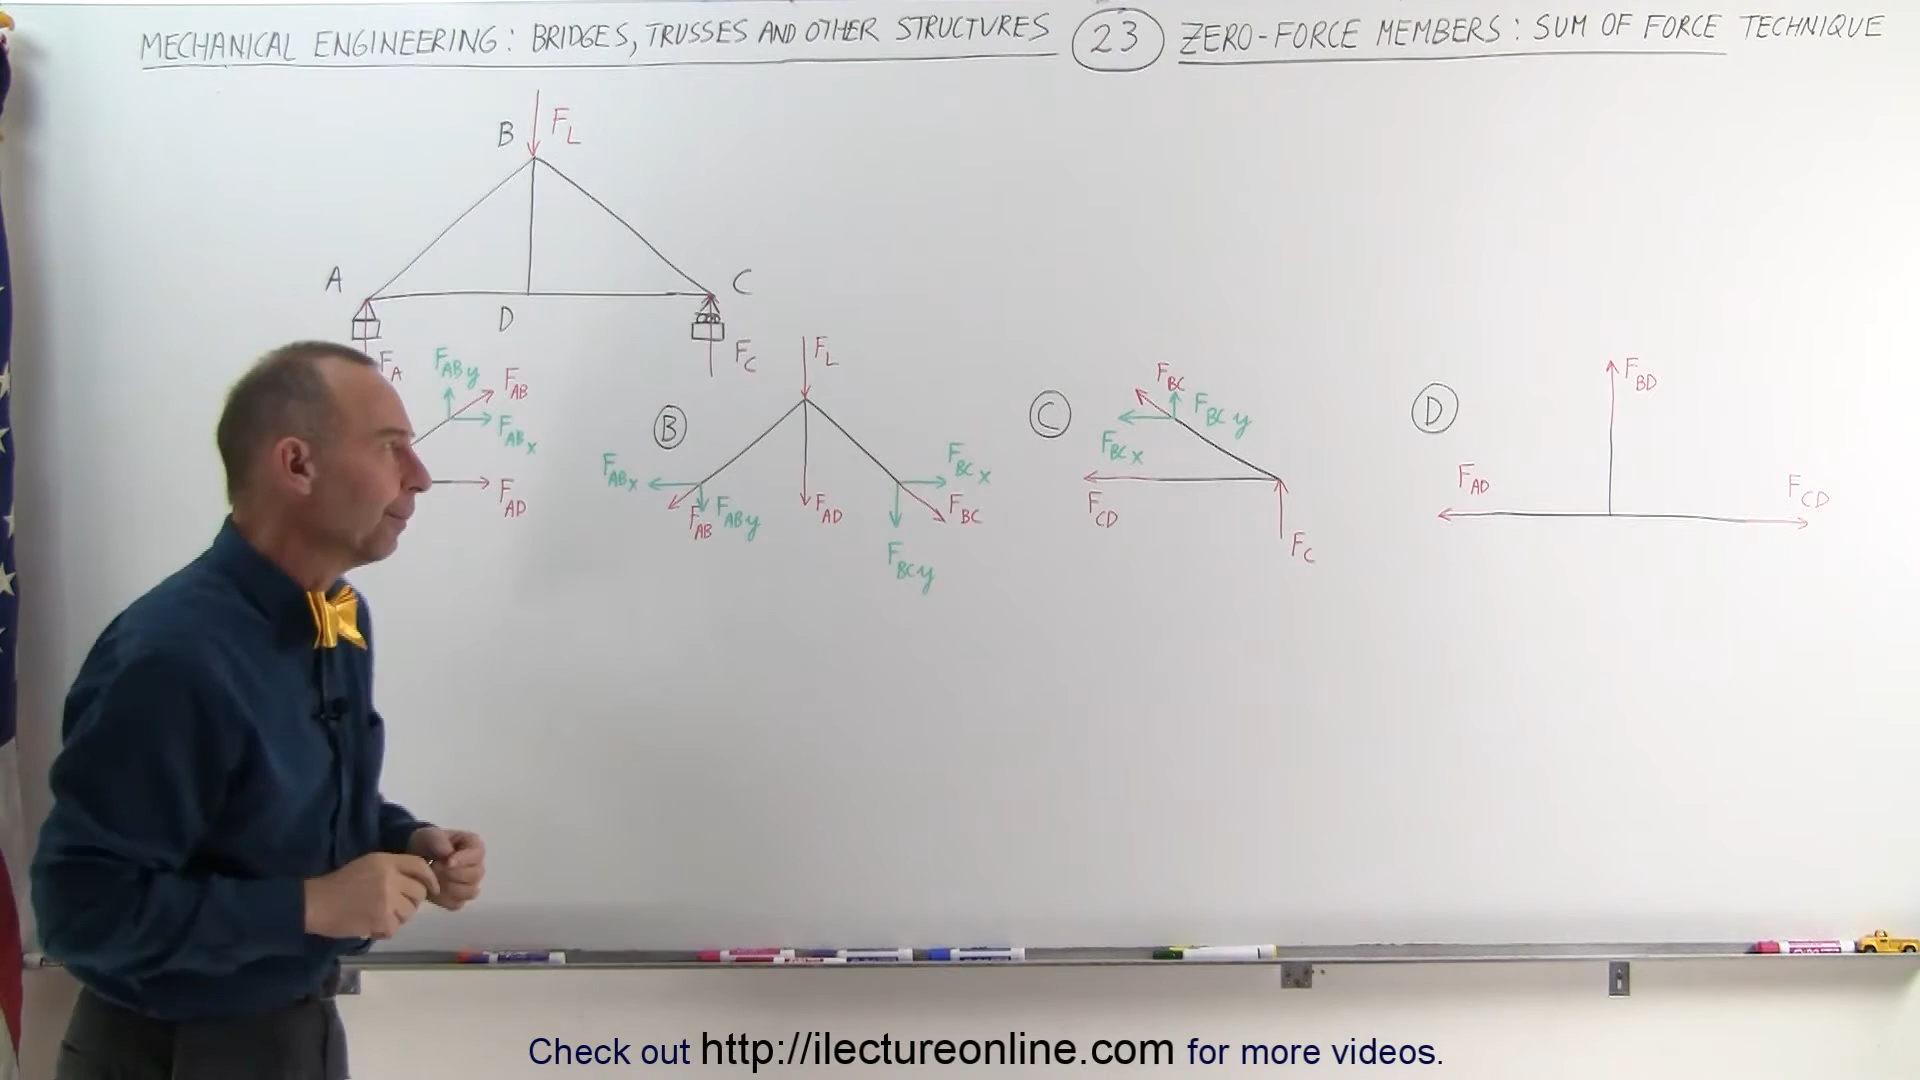 MECHANICAL ENGINEERING: BRIDGES, TRUSSES AND OTHER STRUCTURES 23 ZERO-FORCE MEMBERS: SUM OF FORCE TECHNIQUE
B FL
A
C
D
FA
FC
FABy
FAB
FABx
FAD
B
FL
FABx
FAB
FABy
FAD
FBCx
FBC
FBCy
C
FBC
FBCy
FBCx
FCD
FC
D
FBD
FAD
FCD
Check out http://ilectureonline.com for more videos.